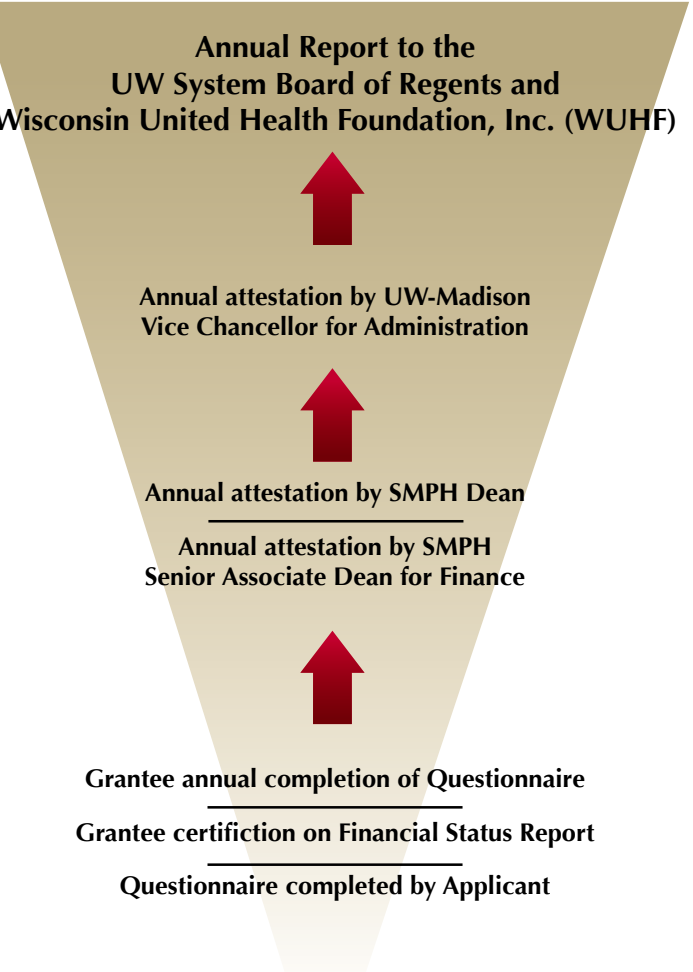 Annual Report to the
UW System Board of Regents and
Wisconsin United Health Foundation, Inc. (WUHF)
Annual attestation by UW-Madison
Vice Chancellor for Administration
Annual attestation by SMPH Dean
Annual attestation by SMPH
Senior Associate Dean for Finance
Grantee annual completion of Questionnaire
Grantee certifiction on Financial Status Report
Questionnaire completed by Applicant